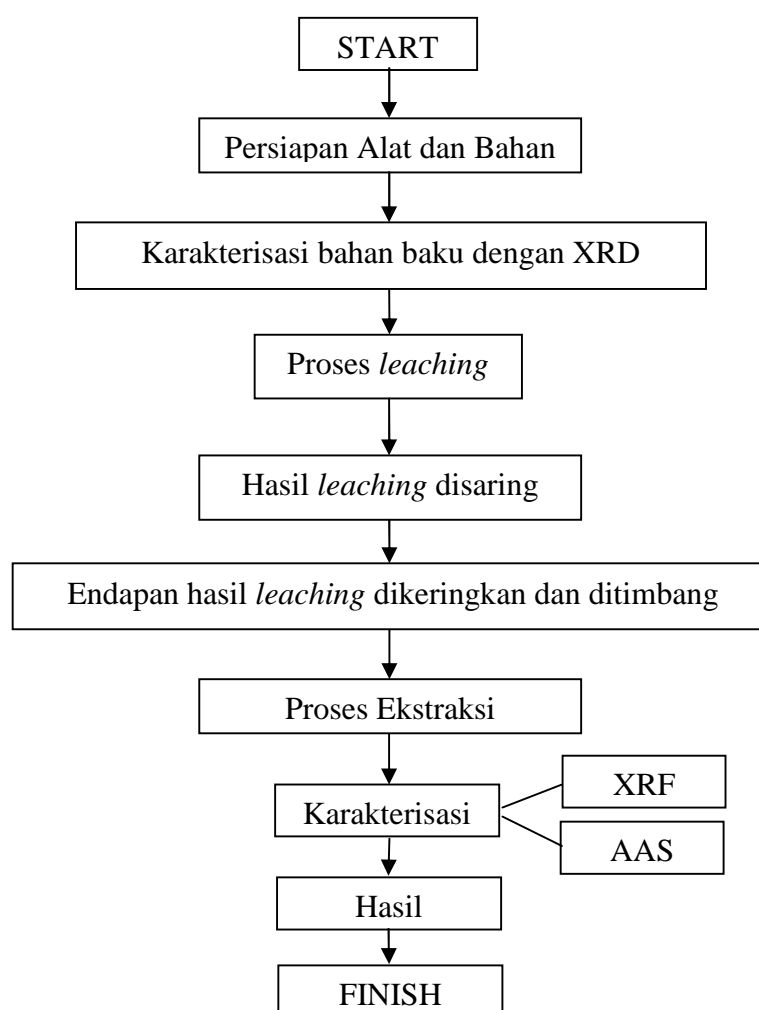 START
Persiapan Alat dan Bahan
Karakterisasi bahan baku dengan XRD
Proses leaching
Hasil leaching disaring
Endapan hasil leaching dikeringkan dan ditimbang
Proses Ekstraksi
Karakterisasi
XRF
AAS
Hasil
FINISH